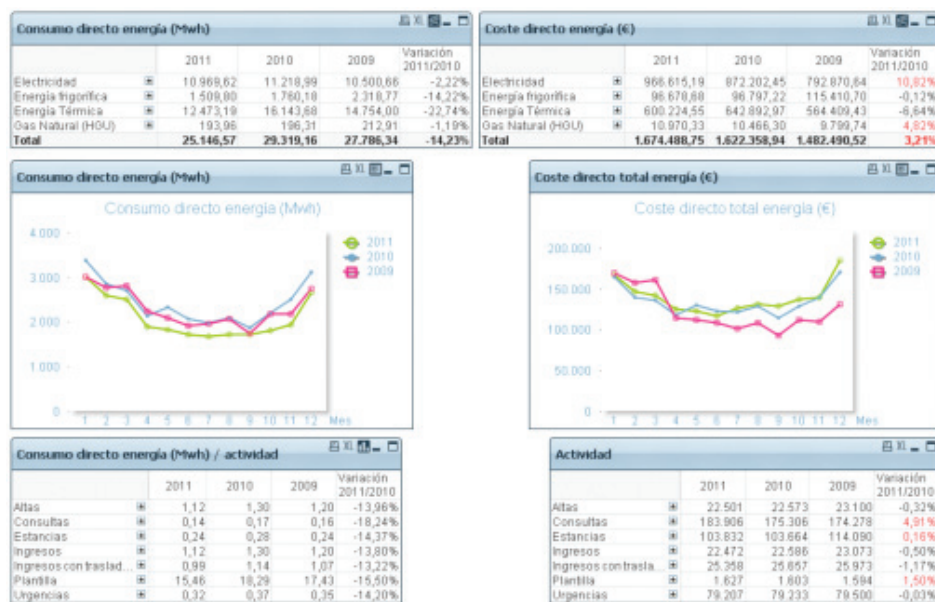 Consumo directo energía (Mwh)
2011 2010 2009 Variación 2011/2010
Electricidad 10.969,62 11.218,99 10.500,66 -2,22%
Energía frigorífica 1.509,80 1.760,18 2.318,77 -14,22%
Energía Térmica 12.473,19 16.143,68 14.754,00 -22,74%
Gas Natural (HGU) 193,96 196,31 212,91 -1,19%
Total 25.146,57 29.319,16 27.786,34 -14,23%
Coste directo energía (€)
2011 2010 2009 Variación 2011/2010
Electricidad 966.615,19 872.202,45 792.870,64 10,82%
Energía frigorífica 96.678,68 96.797,22 115.410,70 -0,12%
Energía Térmica 600.224,55 642.892,97 564.409,43 -6,64%
Gas Natural (HGU) 10.970,33 10.466,30 9.799,74 4,82%
Total 1.674.488,75 1.622.358,94 1.482.490,52 3,21%
Consumo directo energía (Mwh)
Consumo directo energía (Mwh)
4.000
3.000
2.000
1.000
0
1 2 3 4 5 6 7 8 9 10 11 12 Mes
2011
2010
2009
Coste directo total energía (€)
Coste directo total energía (€)
200.000
150.000
100.000
50.000
0
1 2 3 4 5 6 7 8 9 10 11 12 Mes
2011
2010
2009
Consumo directo energía (Mwh) / actividad
2011 2010 2009 Variación 2011/2010
Altas 1,12 1,30 1,20 -13,96%
Consultas 0,14 0,17 0,16 -18,24%
Estancias 0,24 0,28 0,24 -14,37%
Ingresos 1,12 1,30 1,20 -13,80%
Ingresos con traslad... 0,99 1,14 1,07 -13,22%
Plantilla 15,46 18,29 17,43 -15,50%
Urgencias 0,32 0,37 0,35 -14,20%
Actividad
2011 2010 2009 Variación 2011/2010
Altas 22.501 22.573 23.100 -0,32%
Consultas 183.906 175.306 174.278 4,91%
Estancias 103.832 103.664 114.090 0,16%
Ingresos 22.472 22.586 23.073 -0,50%
Ingresos con trasla... 25.358 25.657 25.973 -1,17%
Plantilla 1.627 1.603 1.594 1,50%
Urgencias 79.207 79.233 79.500 -0,03%